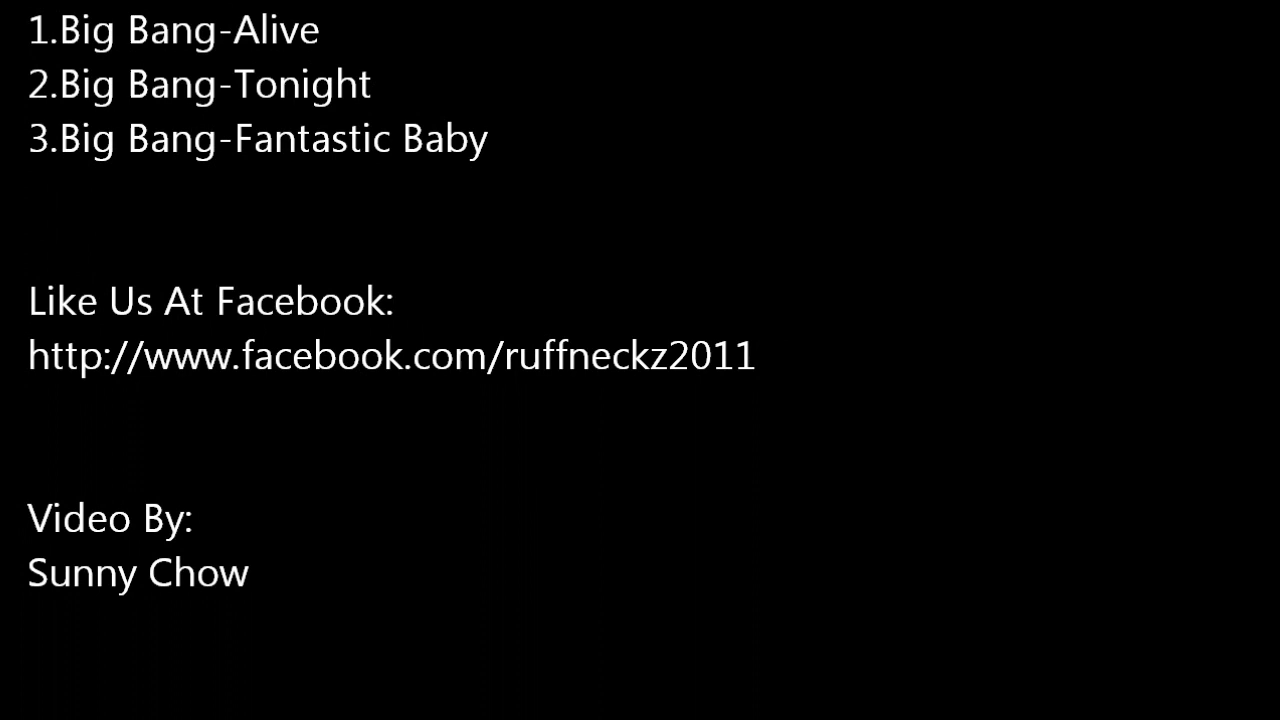 1.Big Bang-Alive
2.Big Bang-Tonight
3.Big Bang-Fantastic Baby
Like Us At Facebook:
http://www.facebook.com/ruffneckz2011
Video By:
Sunny Chow